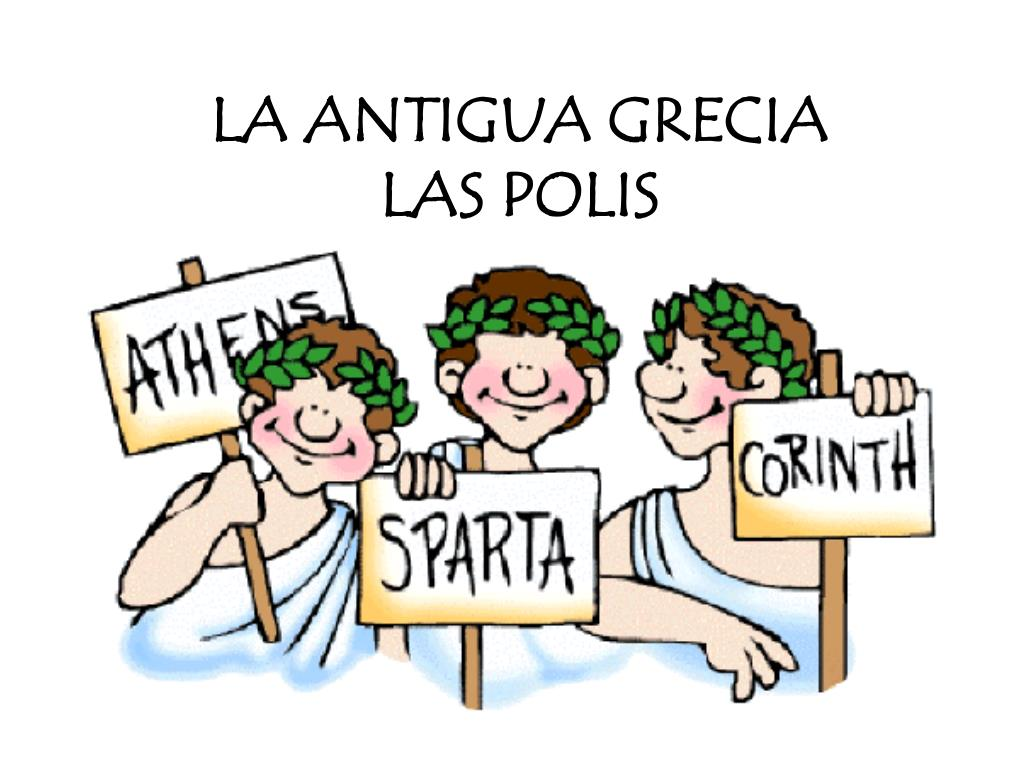 LA ANTIGUA GRECIA
LAS POLIS
ATHENS
SPARTA
CORINTH